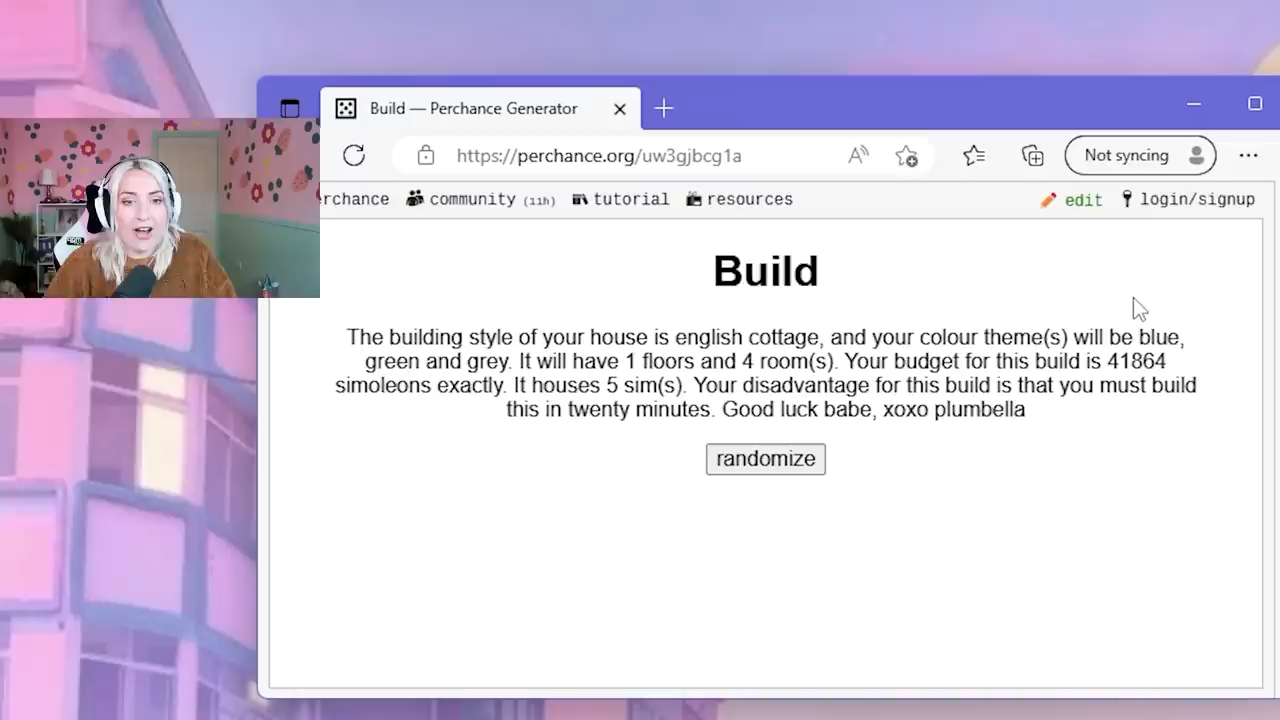 Build — Perchance Generator
https://perchance.org/uw3gjbcg1a
Not syncing
rchance community (11h) tutorial resources edit login/signup
Build
The building style of your house is english cottage, and your colour theme(s) will be blue,
green and grey. It will have 1 floors and 4 room(s). Your budget for this build is 41864
simoleons exactly. It houses 5 sim(s). Your disadvantage for this build is that you must build
this in twenty minutes. Good luck babe, xoxo plumbella
randomize